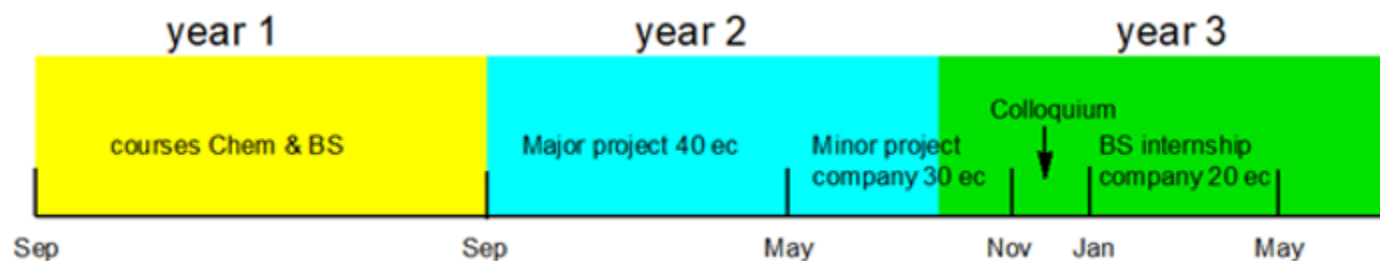 year 1
year 2
year 3
Colloquium
courses Chem & BS
Major project 40 ec
Minor project
company 30 ec
BS internship
company 20 ec
Sep
Sep
May
Nov
Jan
May